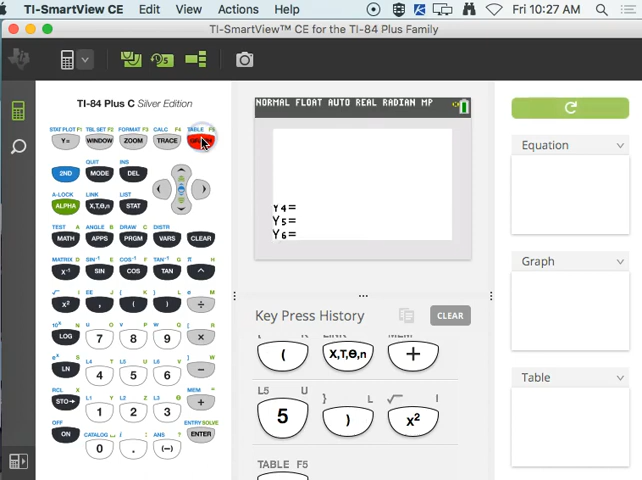 TI-SmartView CE Edit View Actions Help Fri 10:27 AM
TI-SmartView™ CE for the TI-84 Plus Family
TI-84 Plus C Silver Edition
STAT PLOT F1 TBL SET F2 FORMAT F3 CALC F4 TABLE F5
Y= WINDOW ZOOM TRACE
QUIT INS
2ND MODE DEL
A-LOCK LINK LIST
ALPHA X,T,Θ,n STAT
TEST A ANGLE B DRAW C DISTR
MATH APPS PRGM VARS CLEAR
MATRIX D SIN⁻¹ E COS⁻¹ F TAN⁻¹ G π H
X⁻¹ SIN COS TAN ^
√ I EE J { K } L e M
x² , ( ) ÷
10ˣ N u O v P w Q [ R
LOG 7 8 9 ×
eˣ S L4 T L5 U L6 V ] W
LN 4 5 6 −
RCL X L1 Y L2 Z L3 θ MEM "
STO→ 1 2 3 +
OFF CATALOG ⎵ i : ANS ? ENTRY SOLVE
ON 0 . (−) ENTER
NORMAL FLOAT AUTO REAL RADIAN MP
Y4=
Y5=
Y6=
Key Press History CLEAR
( X,T,Θ,n +
L5 U } L √ I
5 ) x²
TABLE F5
Equation
Graph
Table